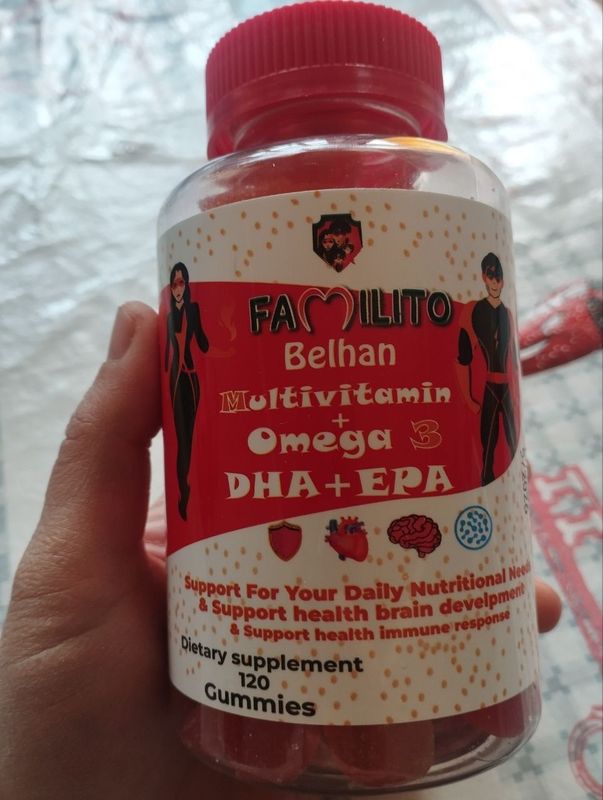 FAMILITO
Belhan
Multivitamin
+
Omega 3
DHA+EPA
Support For Your Daily Nutritional Needs
& Support health brain develpment
& Support health immune response
Dietary supplement
120
Gummies